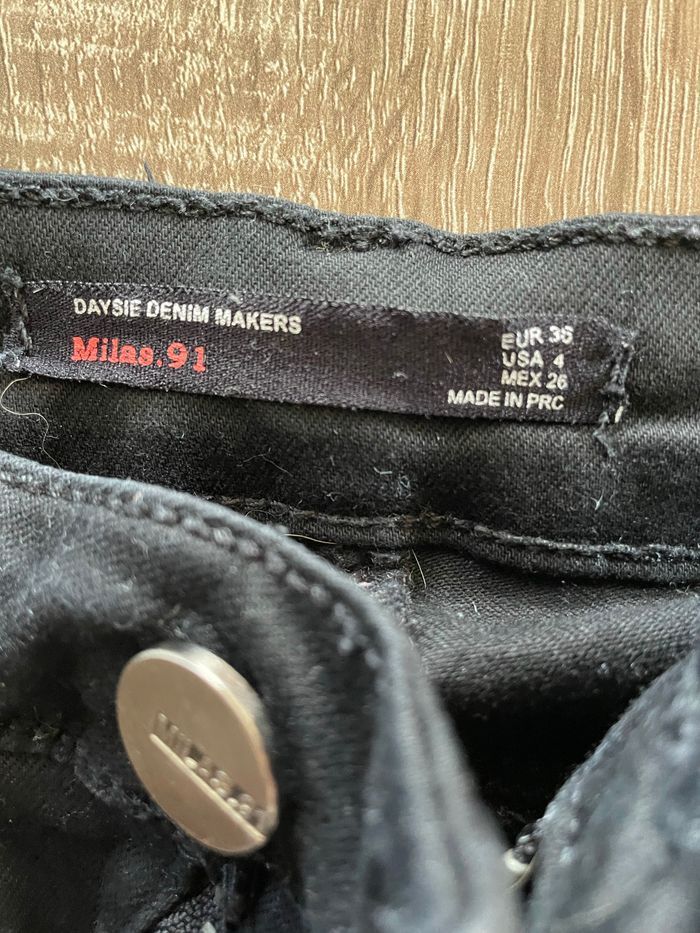 DAYSIE DENIM MAKERS
Milas.91
EUR 36
USA 4
MEX 26
MADE IN PRC